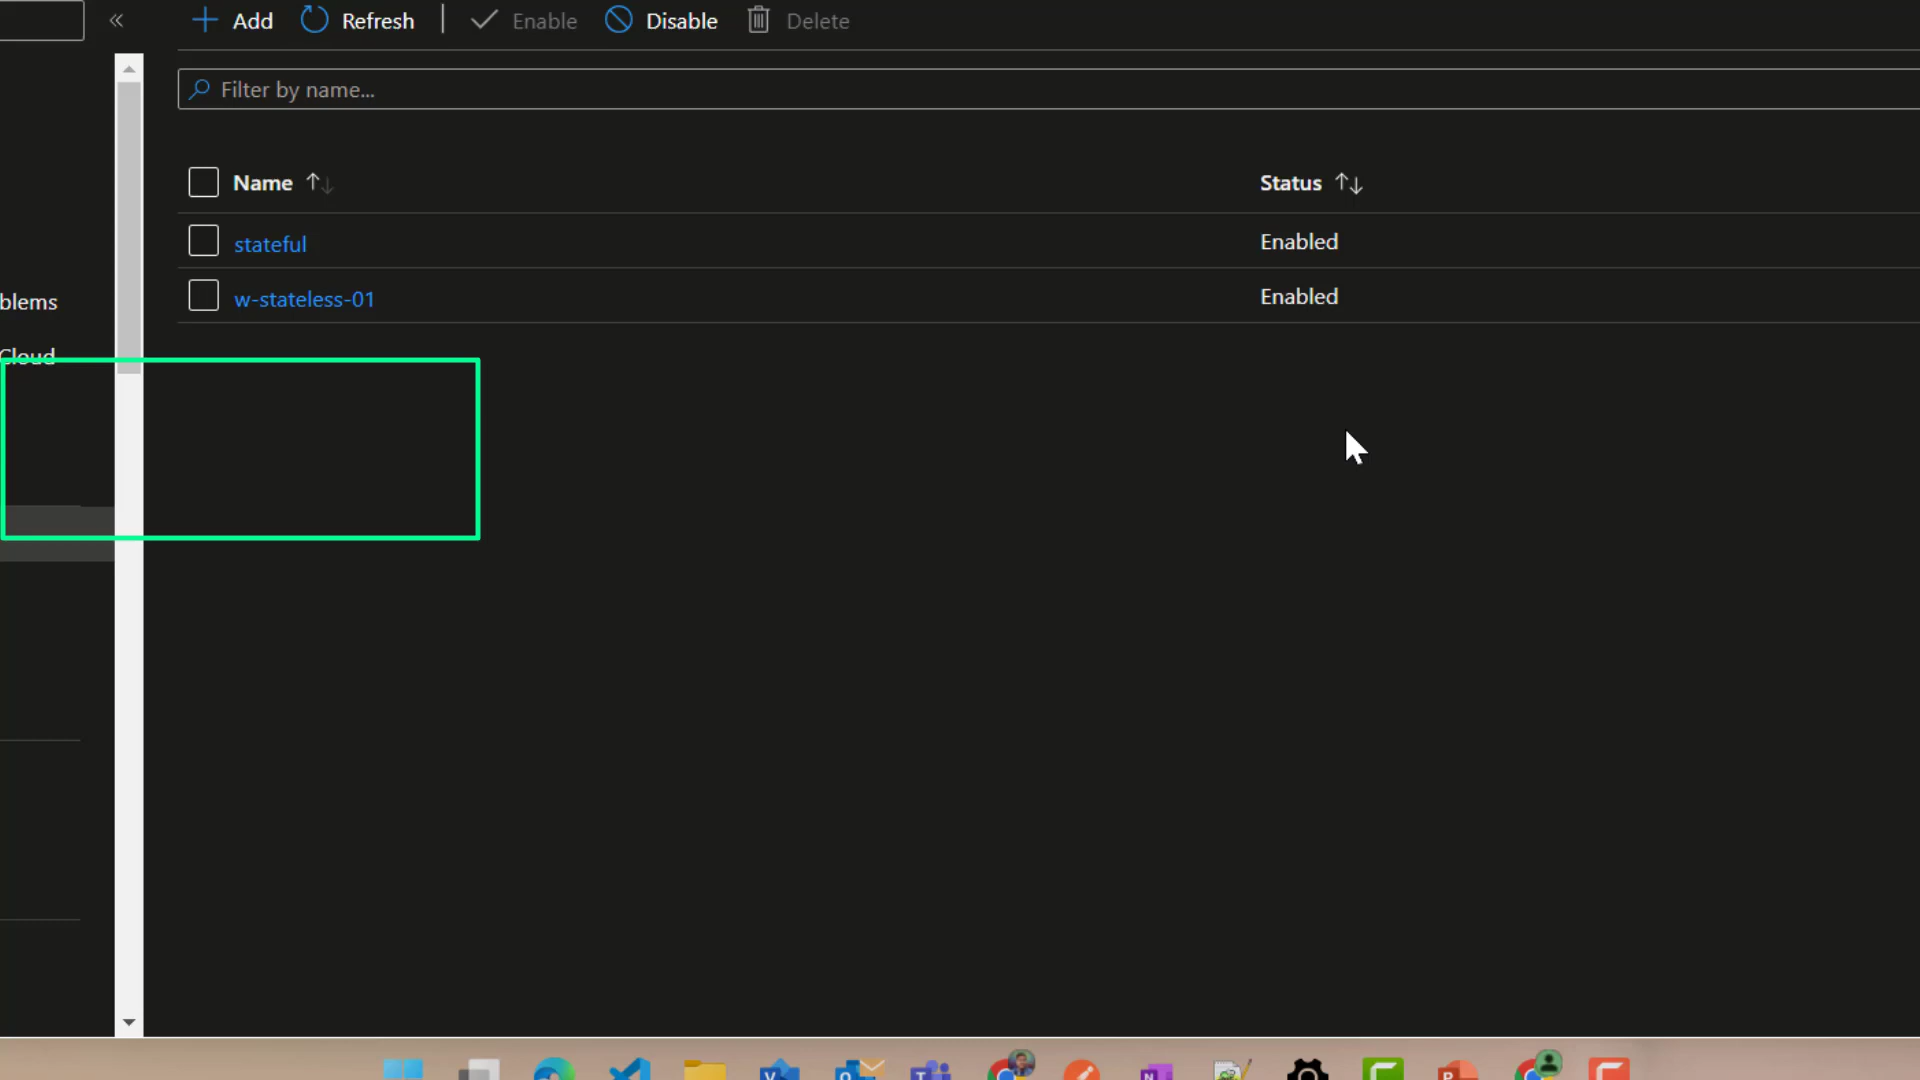 « Add Refresh | Enable Disable Delete
Filter by name...
Name Status
stateful Enabled
w-stateless-01 Enabled
blems
Cloud